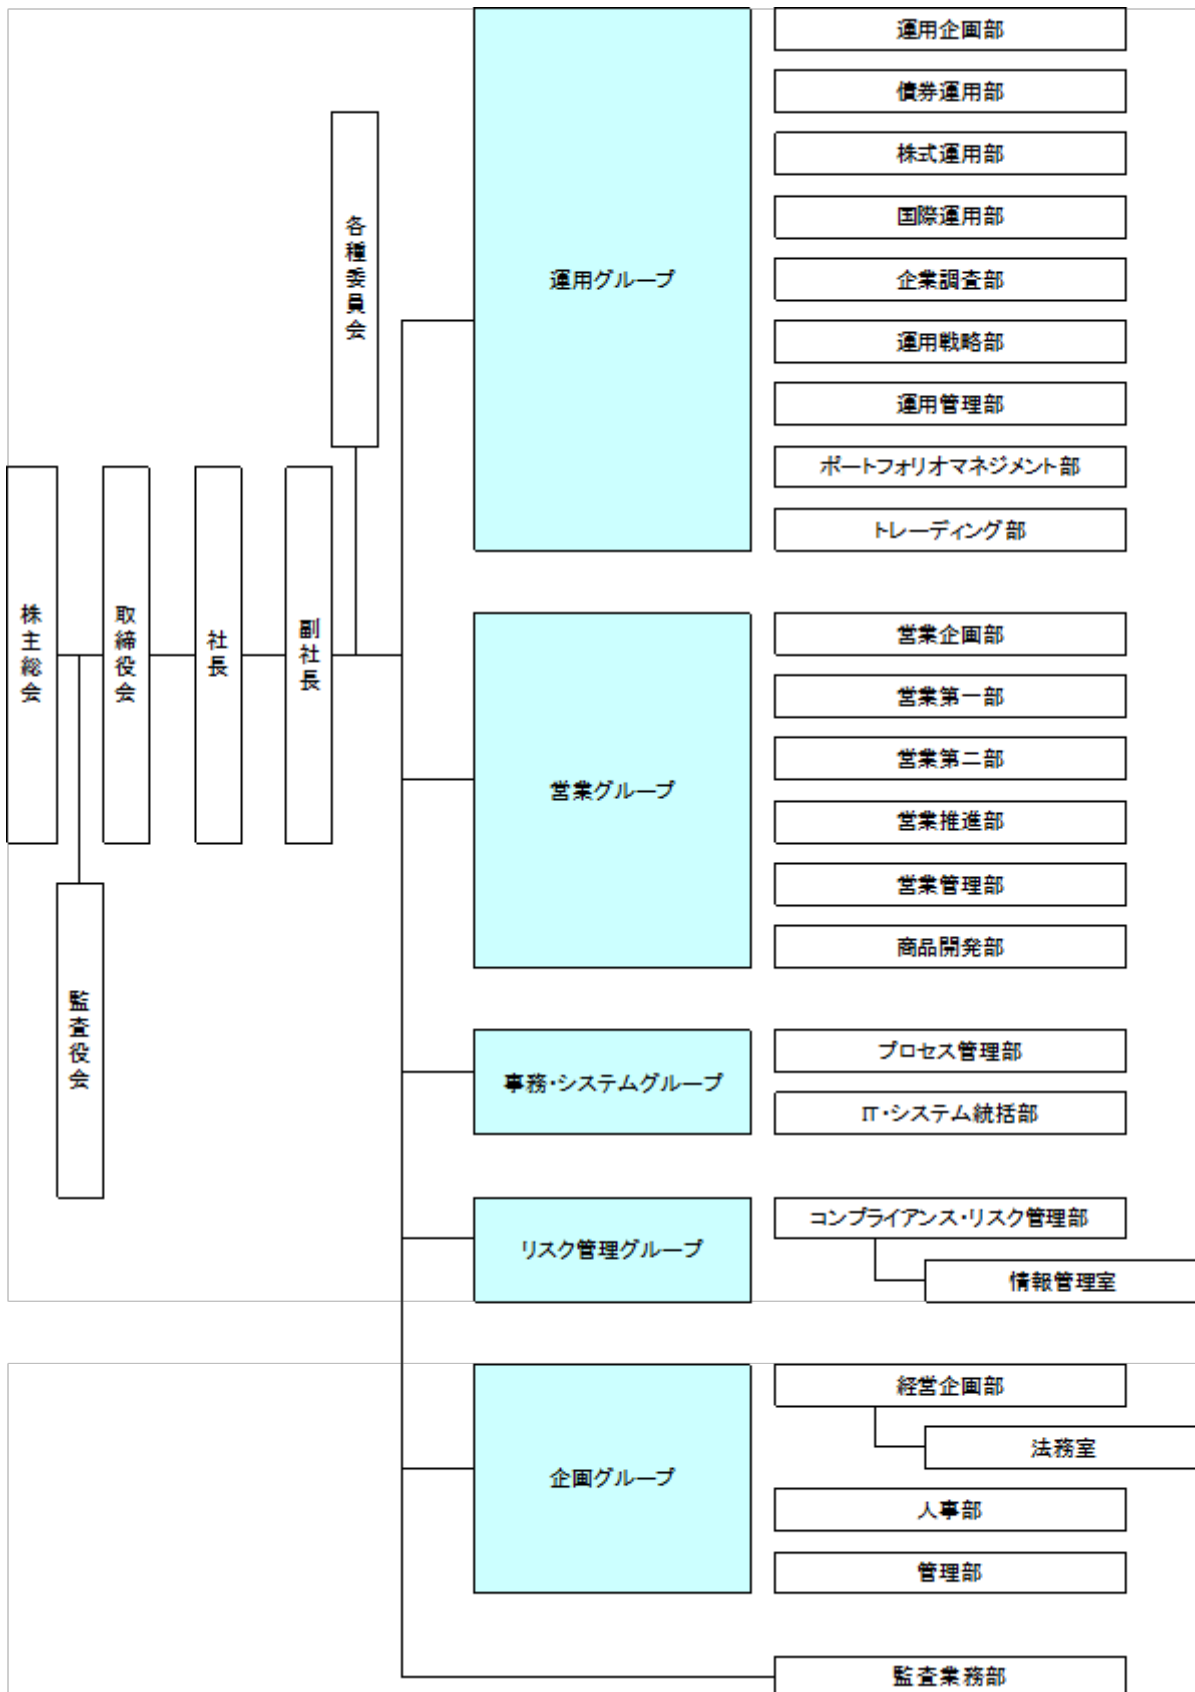 株主総会
監査役会
取締役会
社長
副社長
各種委員会
運用グループ
運用企画部
債券運用部
株式運用部
国際運用部
企業調査部
運用戦略部
運用管理部
ポートフォリオマネジメント部
トレーディング部
営業グループ
営業企画部
営業第一部
営業第二部
営業推進部
営業管理部
商品開発部
事務・システムグループ
プロセス管理部
IT・システム統括部
リスク管理グループ
コンプライアンス・リスク管理部
情報管理室
企画グループ
経営企画部
法務室
人事部
管理部
監査業務部